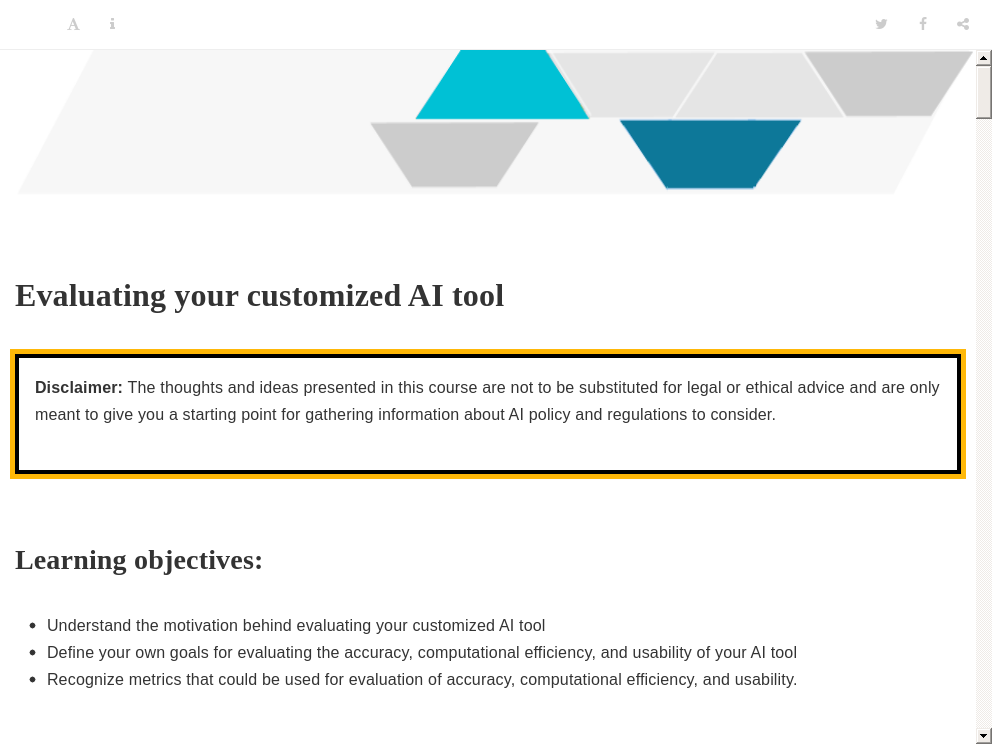 Evaluating your customized AI tool
Disclaimer: The thoughts and ideas presented in this course are not to be substituted for legal or ethical advice and are only
meant to give you a starting point for gathering information about AI policy and regulations to consider.
Learning objectives:
• Understand the motivation behind evaluating your customized AI tool
• Define your own goals for evaluating the accuracy, computational efficiency, and usability of your AI tool
• Recognize metrics that could be used for evaluation of accuracy, computational efficiency, and usability.